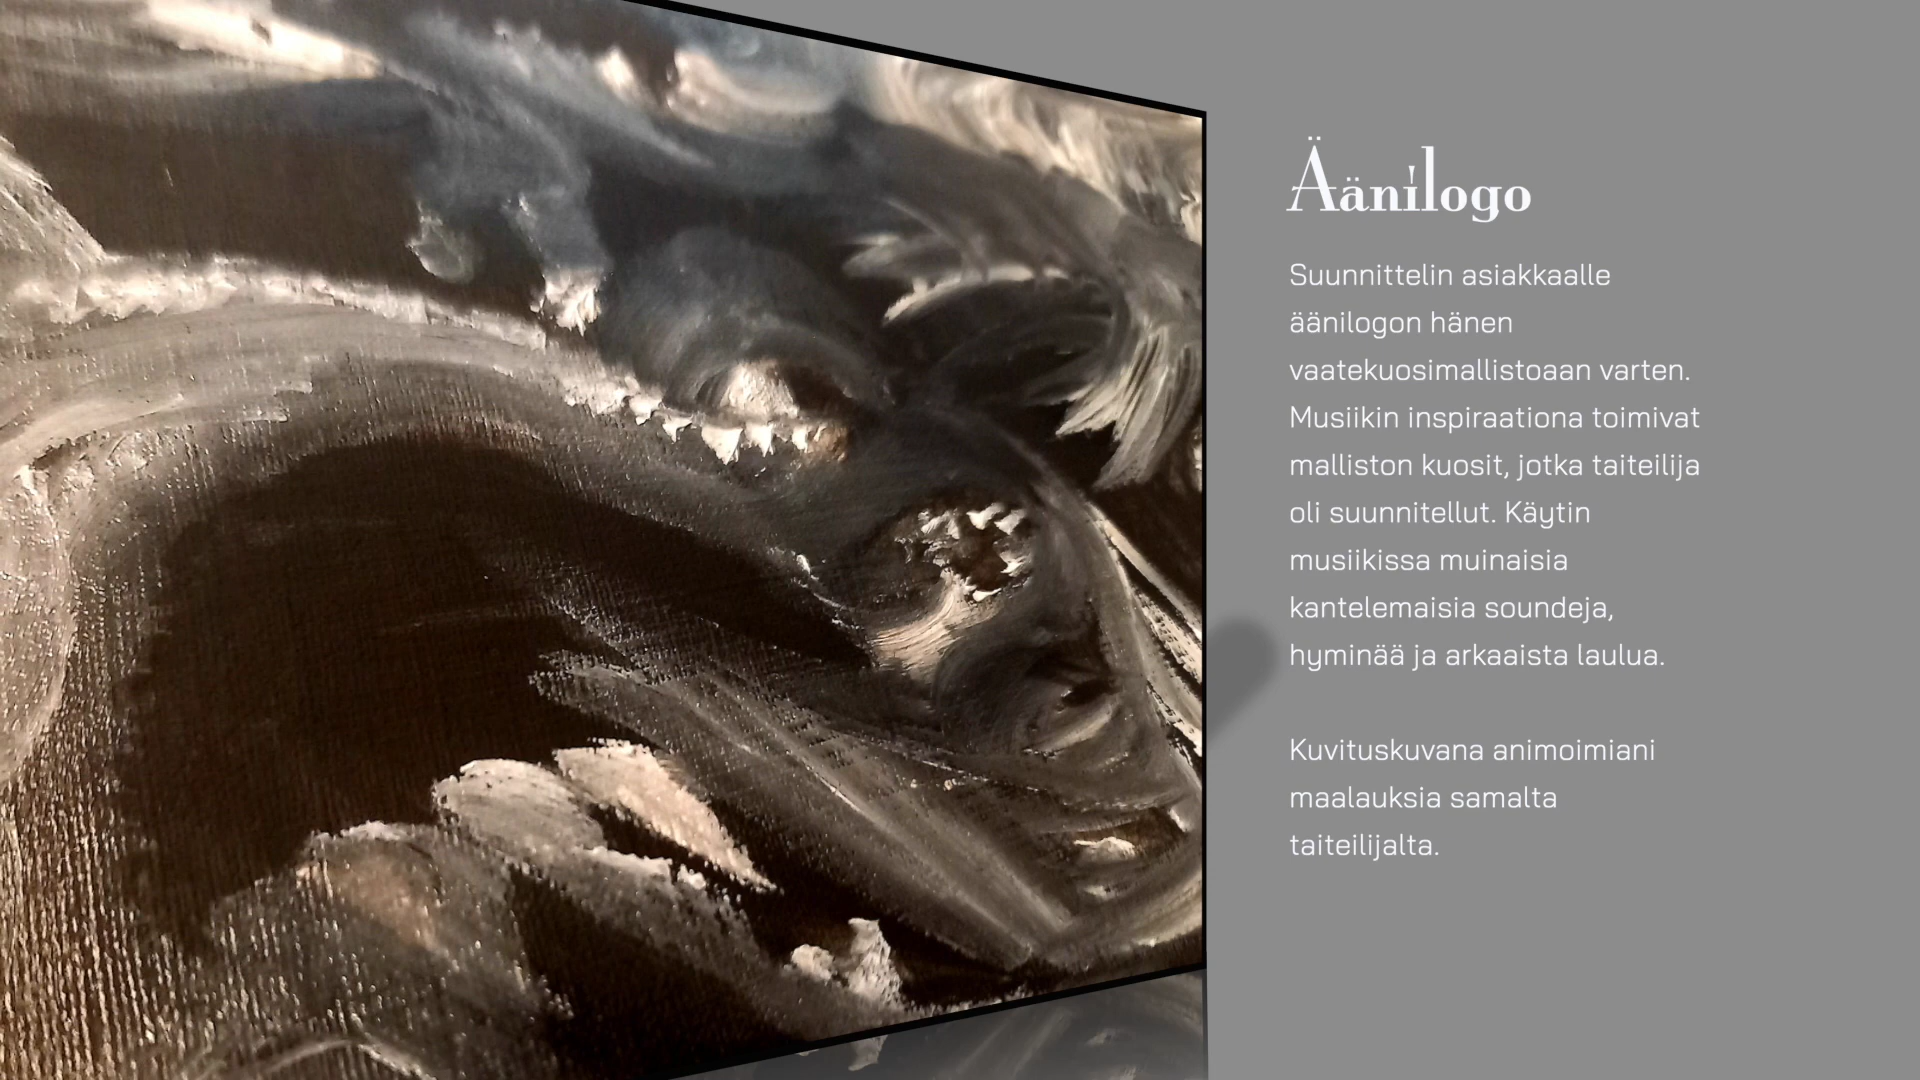 Äänilogo
Suunnittelin asiakkaalle
äänilogon hänen
vaatekuosimallistoaan varten.
Musiikin inspiraationa toimivat
malliston kuosit, jotka taiteilija
oli suunnitellut. Käytin
musiikissa muinaisia
kantelemaisia soundeja,
hyminää ja arkaaista laulua.
Kuvituskuvana animoimiani
maalauksia samalta
taiteilijalta.